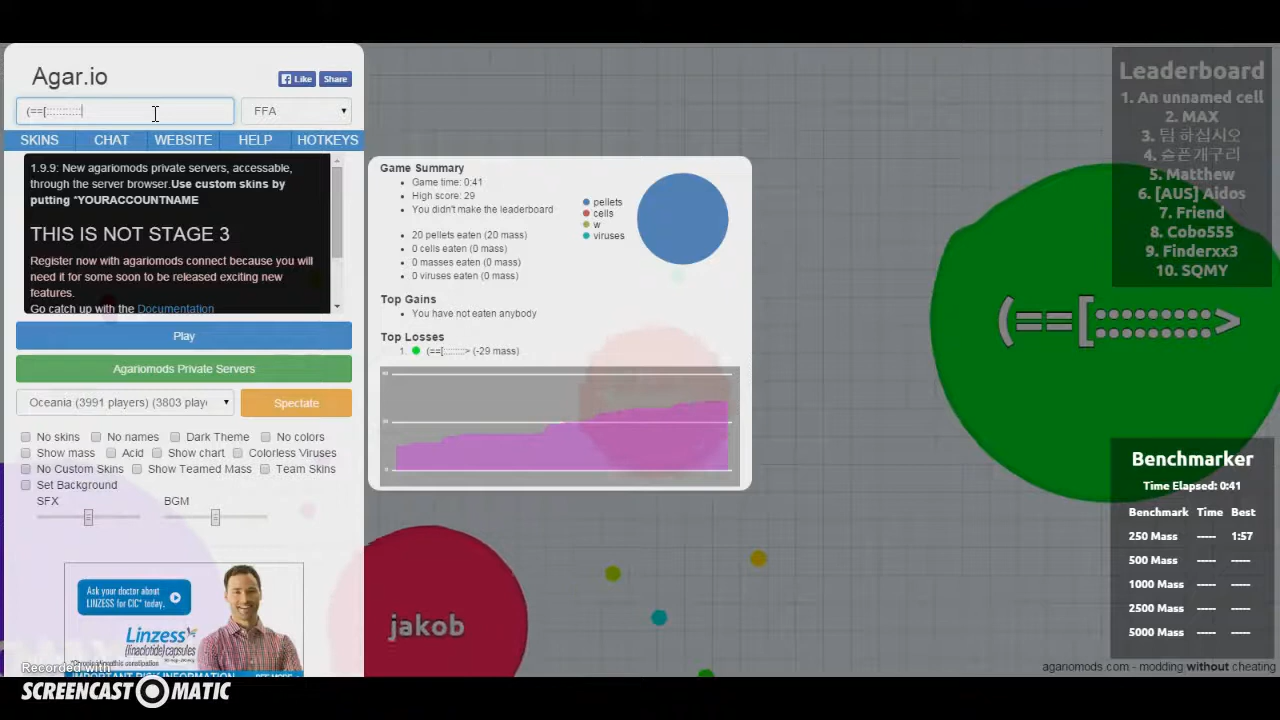 Agar.io
Like Share
(==[::::::::::
FFA
SKINS CHAT WEBSITE HELP HOTKEYS
1.9.9: New agariomods private servers, accessable,
through the server browser.Use custom skins by
putting *YOURACCOUNTNAME
THIS IS NOT STAGE 3
Register now with agariomods connect because you will
need it for some soon to be released exciting new
features.
Go catch up with the Documentation
Play
Agariomods Private Servers
Oceania (3991 players) (3803 play
Spectate
No skins No names Dark Theme No colors
Show mass Acid Show chart Colorless Viruses
No Custom Skins Show Teamed Mass Team Skins
Set Background
SFX BGM
Ask your doctor about
LINZESS for CIC* today.
Linzess
(linaclotide) capsules
Recorded with
SCREENCAST MATIC
Game Summary
Game time: 0:41
High score: 29
You didn't make the leaderboard
20 pellets eaten (20 mass)
0 cells eaten (0 mass)
0 masses eaten (0 mass)
0 viruses eaten (0 mass)
pellets
cells
w
viruses
Top Gains
You have not eaten anybody
Top Losses
1. (==[::::::::> (-29 mass)
jakob
(==[::::::::>
Leaderboard
1. An unnamed cell
2. MAX
3. 팀 하십시오
4. 슬픈개구리
5. Matthew
6. [AUS] Aidos
7. Friend
8. Cobo555
9. Finderxx3
10. SQMY
Benchmarker
Time Elapsed: 0:41
Benchmark Time Best
250 Mass ----- 1:57
500 Mass ----- -----
1000 Mass ----- -----
2500 Mass ----- -----
5000 Mass ----- -----
agariomods.com - modding without cheating